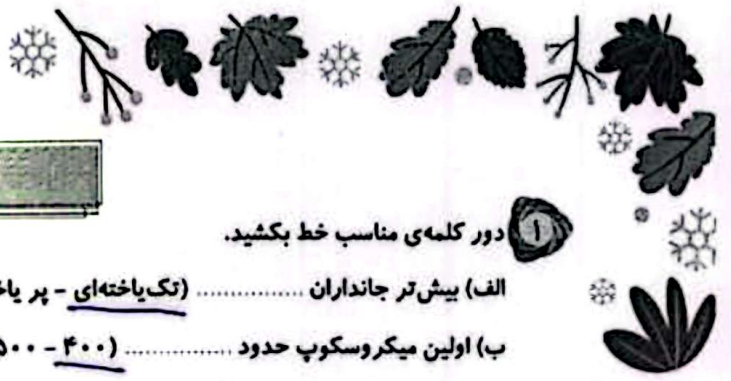 ۱ دور کلمه‌ی مناسب خط بکشید.
الف) بیش‌تر جانداران .............. (تک‌یاخته‌ای - پر
ب) اولین میکروسکوپ حدود .............. (۴۰۰ -